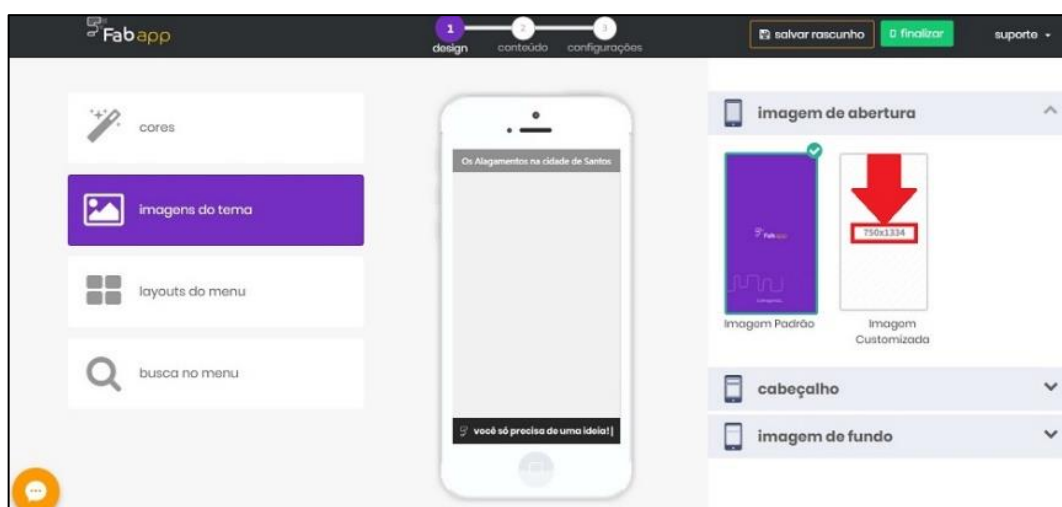 Fabapp
1 2 3
design conteúdo configurações
salvar rascunho
finalizar
suporte
cores
imagens do tema
layouts do menu
busca no menu
Os Alagamentos na cidade de Santos
você só precisa de uma ideia!|
imagem de abertura
Fabapp
750x1334
Imagem Padrão
Imagem
Customizada
cabeçalho
imagem de fundo